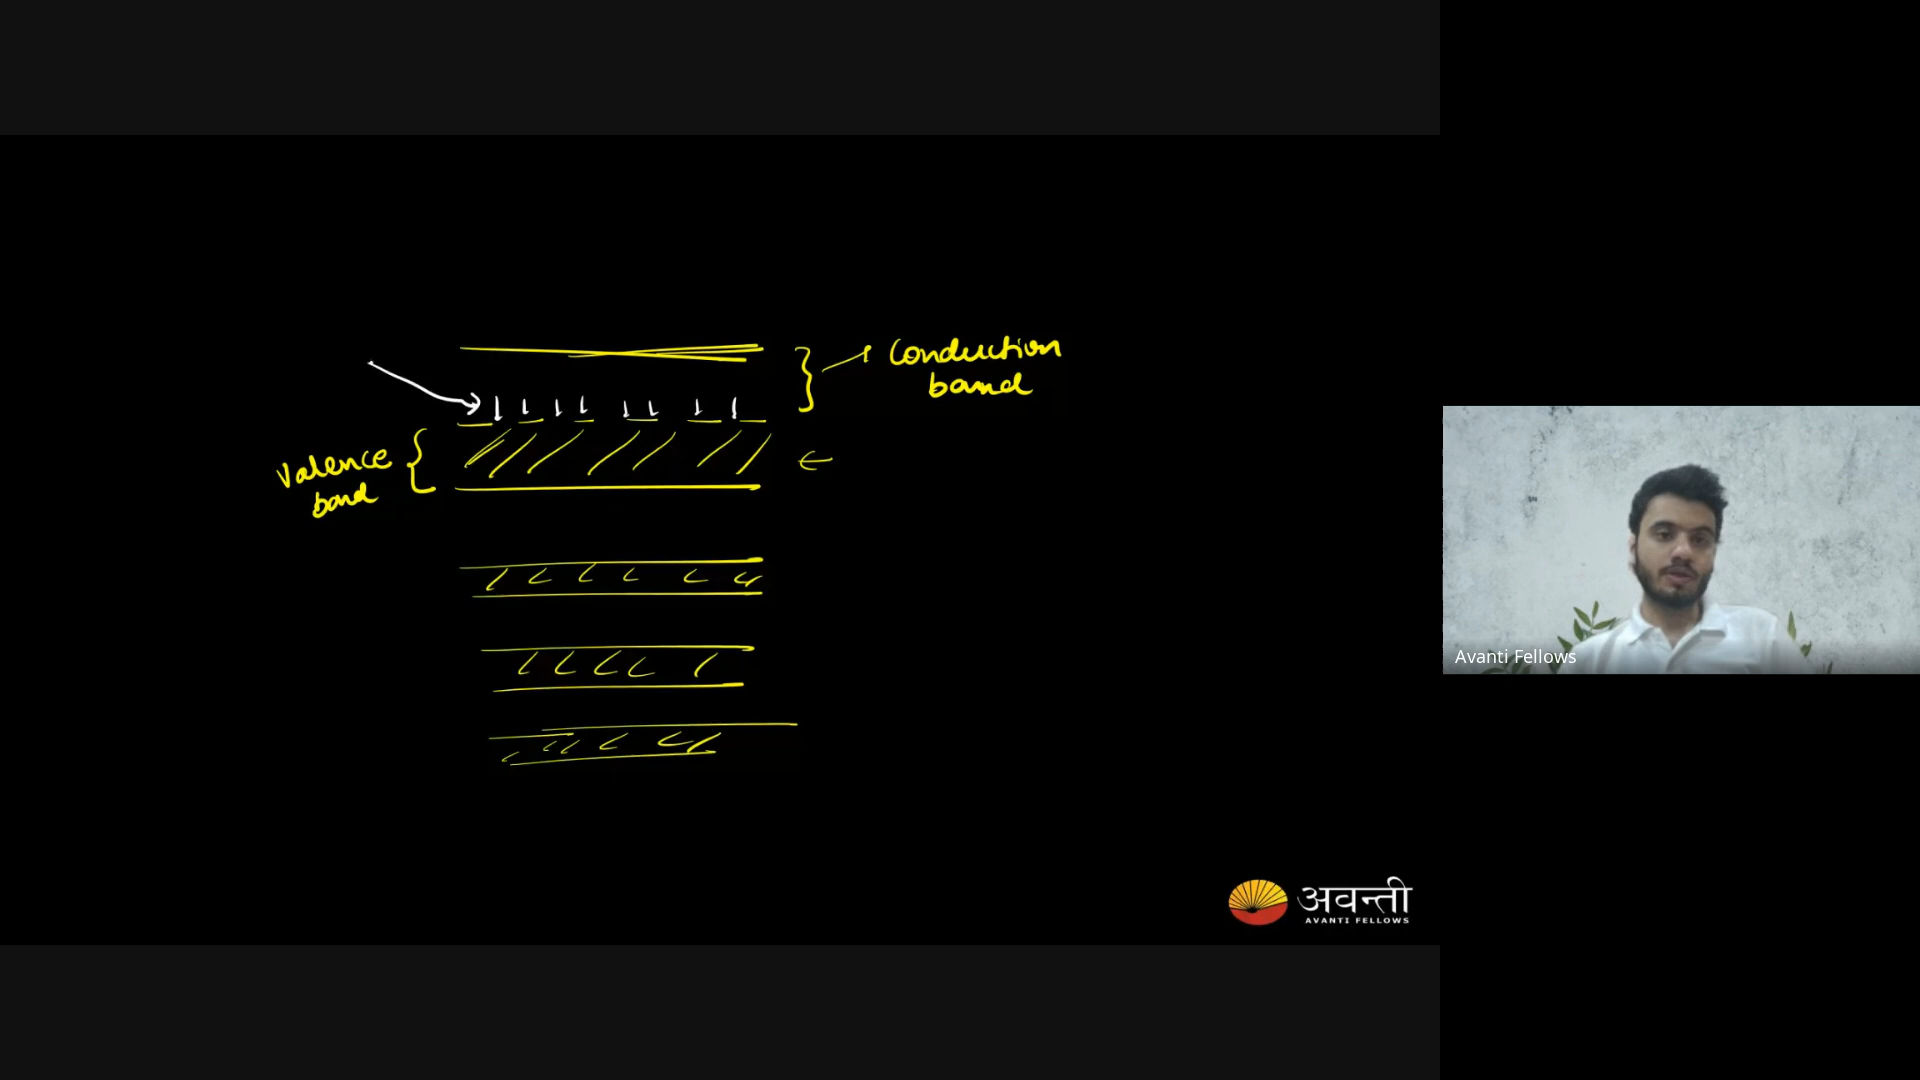 Conduction
band
Valence
band
Avanti Fellows
अवन्ती
AVANTI FELLOWS